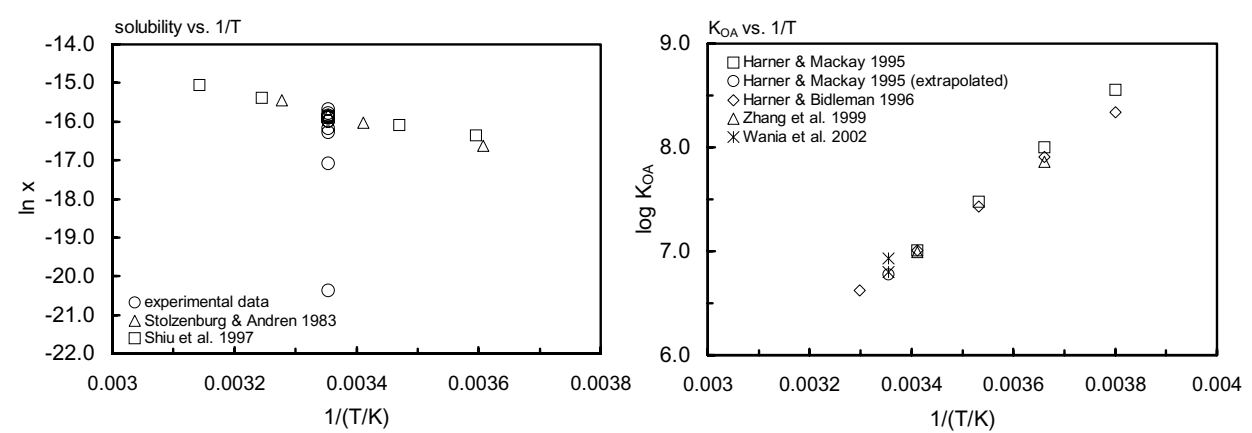 solubility vs. 1/T
-14.0
-15.0
-16.0
-17.0
-18.0
-19.0
-20.0
-21.0
-22.0
ln x
experimental data
Stolzenburg & Andren 1983
Shiu et al. 1997
0.003 0.0032 0.0034 0.0036 0.0038
1/(T/K)
KOA vs. 1/T
9.0
8.0
7.0
6.0
log KOA
Harner & Mackay 1995
Harner & Mackay 1995 (extrapolated)
Harner & Bidleman 1996
Zhang et al. 1999
Wania et al. 2002
0.003 0.0032 0.0034 0.0036 0.0038 0.004
1/(T/K)